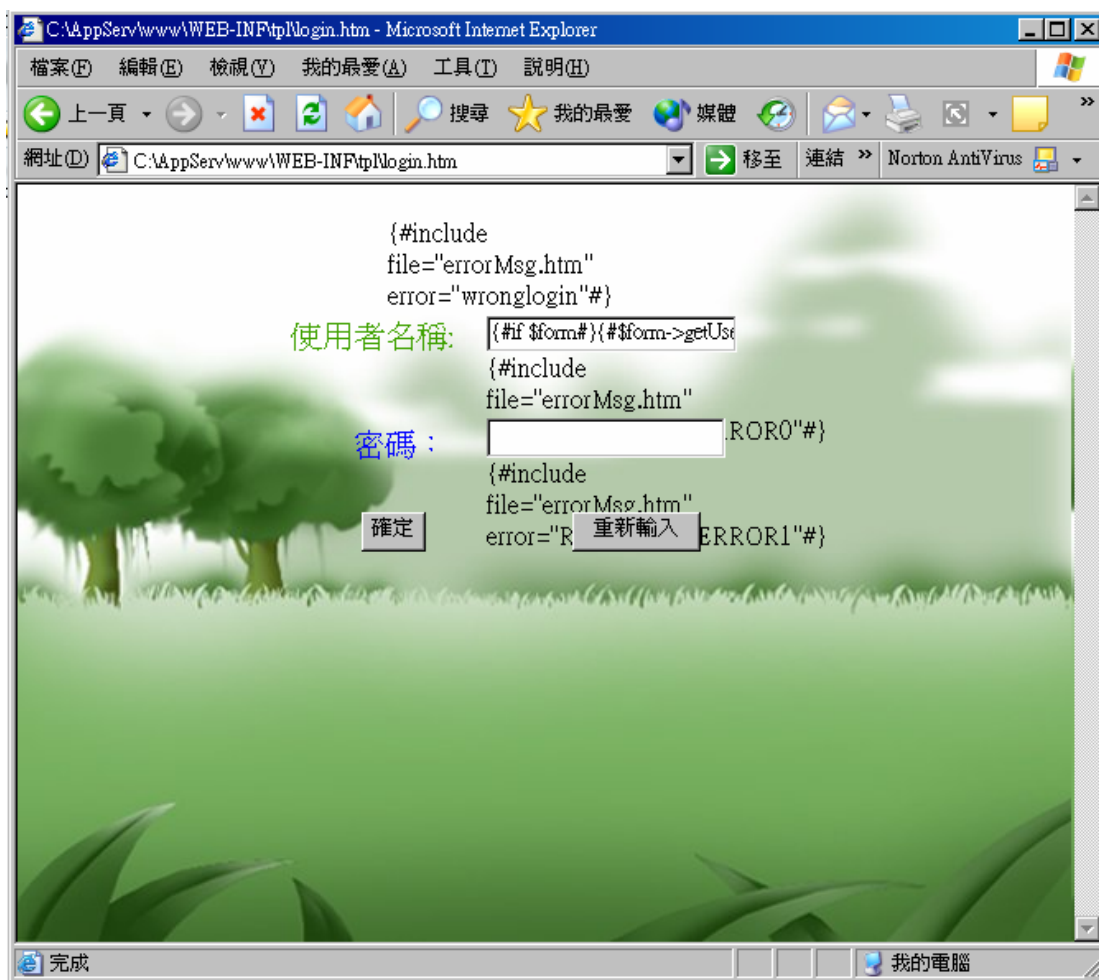 C:\AppServ\www\WEB-INF\tpl\login.htm - Microsoft Internet Explorer
檔案(F) 編輯(E) 檢視(V) 我的最愛(A) 工具(T) 說明(H)
上一頁 搜尋 我的最愛 媒體 »
網址(D) C:\AppServ\www\WEB-INF\tpl\login.htm 移至 連結 » Norton AntiVirus
{#include
file="errorMsg.htm"
error="wronglogin"#}
使用者名稱: {#if $form#}{#$form->getUse
{#include
file="errorMsg.htm"
密碼： ROR0"#}
{#include
file="errorMsg.htm"
確定 error="R 重新輸入 ERROR1"#}
完成 我的電腦